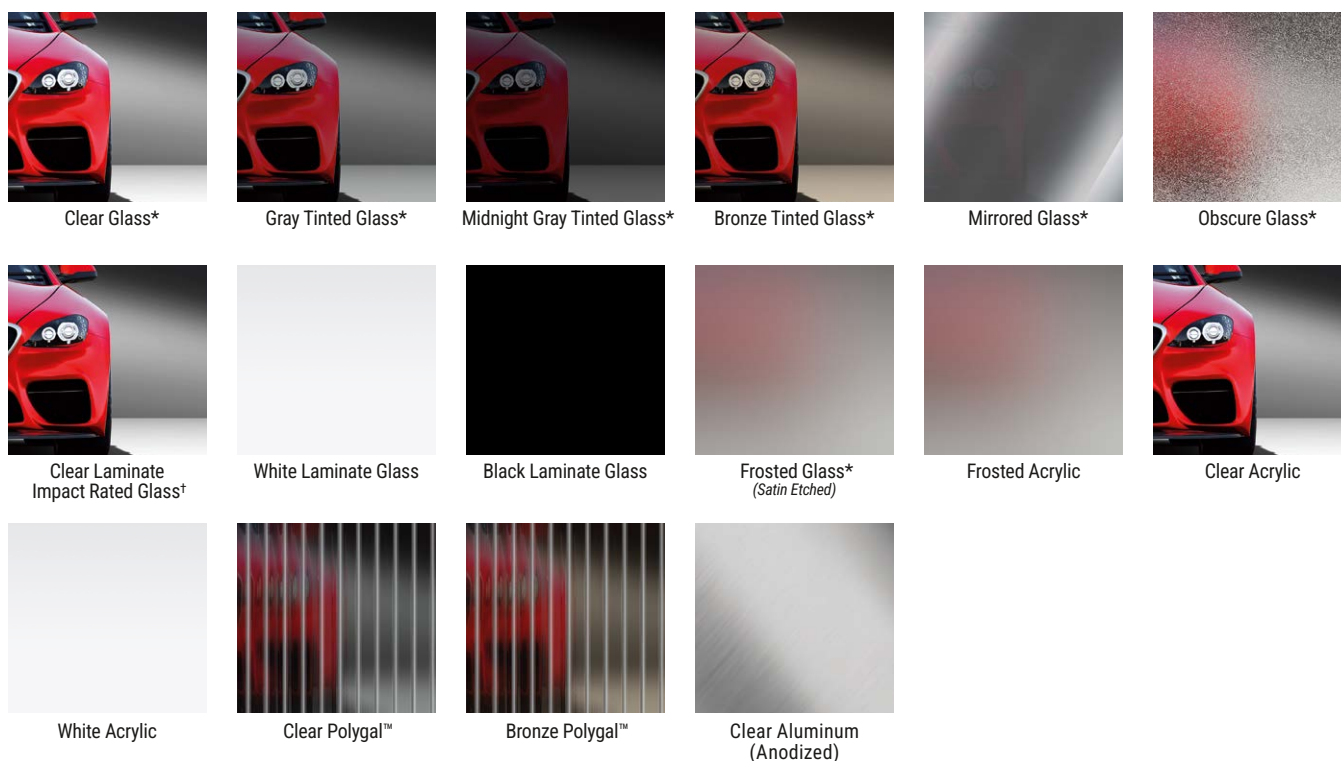 Clear Glass*
Gray Tinted Glass*
Midnight Gray Tinted Glass*
Bronze Tinted Glass*
Mirrored Glass*
Obscure Glass*
Clear Laminate
Impact Rated Glass†
White Laminate Glass
Black Laminate Glass
Frosted Glass*
(Satin Etched)
Frosted Acrylic
Clear Acrylic
White Acrylic
Clear Polygal™
Bronze Polygal™
Clear Aluminum
(Anodized)